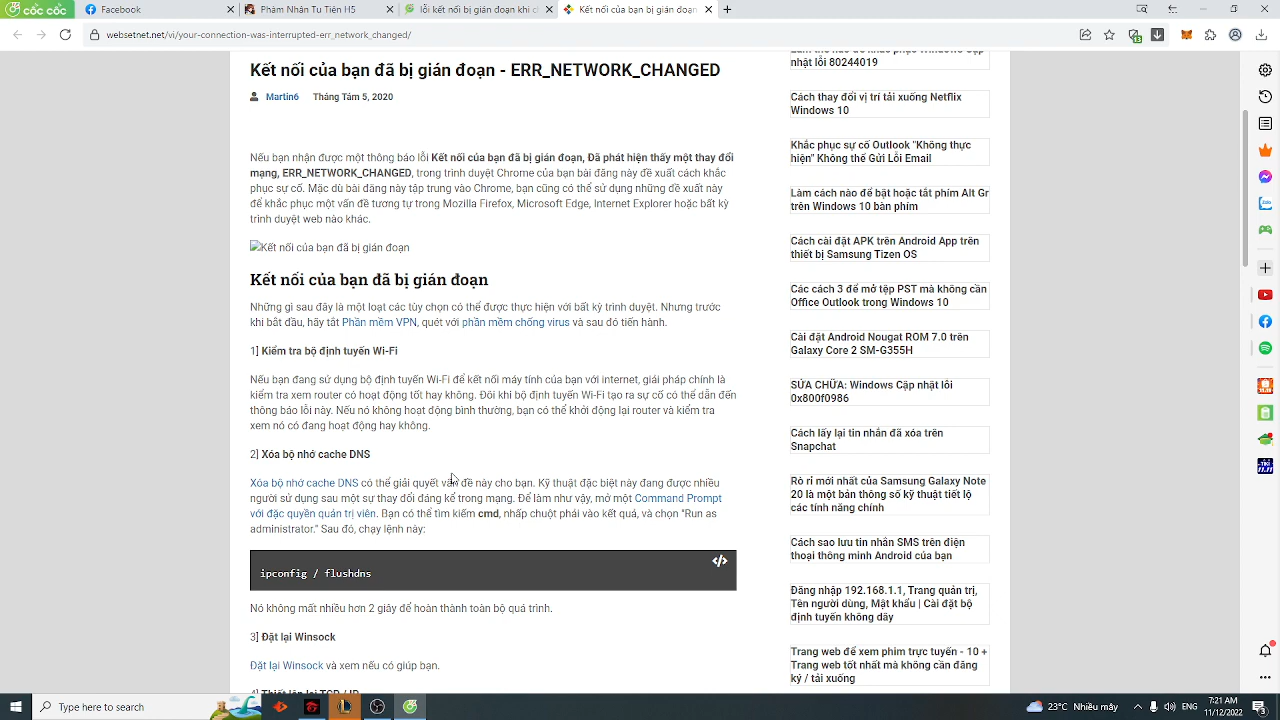 cốc cốc
Facebook
Phàm Nhân Tu Tiên H5
lỗi kết nối bị gián đoạn khi c
Kết nối của bạn đã bị gián đoạn
websetnet.net/vi/your-connection-was-interrupted-err_network_changed/
Kết nối của bạn đã bị gián đoạn - ERR_NETWORK_CHANGED
Martin6 Tháng Tám 5, 2020
Nếu bạn nhận được một thông báo lỗi Kết nối của bạn đã bị gián đoạn, Đã phát hiện thấy một thay đổi
mạng, ERR_NETWORK_CHANGED, trong trình duyệt Chrome của bạn bài đăng này đề xuất cách khắc
phục sự cố. Mặc dù bài đăng này tập trung vào Chrome, bạn cũng có thể sử dụng những đề xuất này
để khắc phục một vấn đề tương tự trong Mozilla Firefox, Microsoft Edge, Internet Explorer hoặc bất kỳ
trình duyệt web nào khác.
Kết nối của bạn đã bị gián đoạn
Kết nối của bạn đã bị gián đoạn
Những gì sau đây là một loạt các tùy chọn có thể được thực hiện với bất kỳ trình duyệt. Nhưng trước
khi bắt đầu, hãy tắt Phần mềm VPN, quét với phần mềm chống virus và sau đó tiến hành.
1] Kiểm tra bộ định tuyến Wi-Fi
Nếu bạn đang sử dụng bộ định tuyến Wi-Fi để kết nối máy tính của bạn với internet, giải pháp chính là
kiểm tra xem router có hoạt động tốt hay không. Đôi khi bộ định tuyến Wi-Fi tạo ra sự cố có thể dẫn đến
thông báo lỗi này. Nếu nó không hoạt động bình thường, bạn có thể khởi động lại router và kiểm tra
xem nó có đang hoạt động hay không.
2] Xóa bộ nhớ cache DNS
Xóa bộ nhớ cache DNS có thể giải quyết vấn đề này cho bạn. Kỹ thuật đặc biệt này đang được nhiều
người sử dụng sau một sự thay đổi đáng kể trong mạng. Để làm như vậy, mở một Command Prompt
với đặc quyền quản trị viên. Bạn có thể tìm kiếm cmd, nhấp chuột phải vào kết quả, và chọn "Run as
administrator." Sau đó, chạy lệnh này:
ipconfig / flushdns
Nó không mất nhiều hơn 2 giây để hoàn thành toàn bộ quá trình.
3] Đặt lại Winsock
Đặt lại Winsock và xem nếu có giúp bạn.
4] Thiết lập lại TCP / IP
Làm thế nào để khắc phục Windows Cập
nhật lỗi 80244019
Cách thay đổi vị trí tải xuống Netflix
Windows 10
Khắc phục sự cố Outlook "Không thực
hiện" Không thể Gửi Lỗi Email
Làm cách nào để bật hoặc tắt phím Alt Gr
trên Windows 10 bàn phím
Cách cài đặt APK trên Android App trên
thiết bị Samsung Tizen OS
Các cách 3 để mở tệp PST mà không cần
Office Outlook trong Windows 10
Cài đặt Android Nougat ROM 7.0 trên
Galaxy Core 2 SM-G355H
SỬA CHỮA: Windows Cập nhật lỗi
0x800f0986
Cách lấy lại tin nhắn đã xóa trên
Snapchat
Rò rỉ mới nhất của Samsung Galaxy Note
20 là một bản thông số kỹ thuật tiết lộ
các tính năng chính
Cách sao lưu tin nhắn SMS trên điện
thoại thông minh Android của bạn
Đăng nhập 192.168.1.1, Trang quản trị,
Tên người dùng, Mật khẩu | Cài đặt bộ
định tuyến không dây
Trang web để xem phim trực tuyến - 10 +
Trang web tốt nhất mà không cần đăng
ký / tải xuống
Type here to search
22°C Nhiều mây
ENG
7:21 AM
11/12/2022